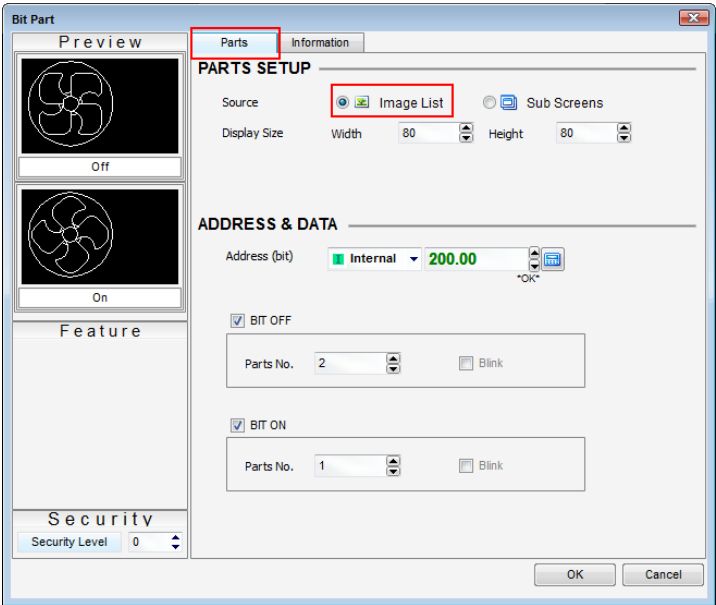 Bit Part
Preview
Off
On
Feature
Security
Security Level 0
Parts Information
PARTS SETUP
Source Image List Sub Screens
Display Size Width 80 Height 80
ADDRESS & DATA
Address (bit) I Internal 200.00
*OK*
BIT OFF
Parts No. 2 Blink
BIT ON
Parts No. 1 Blink
OK Cancel